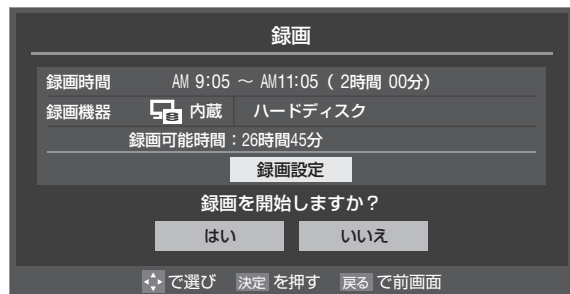 録画
録画時間 AM 9:05 ～ AM11:05 ( 2時間 00分)
録画機器 内蔵 ハードディスク
録画可能時間：26時間45分
録画設定
録画を開始しますか？
はい いいえ
で選び 決定 を押す 戻る で前画面